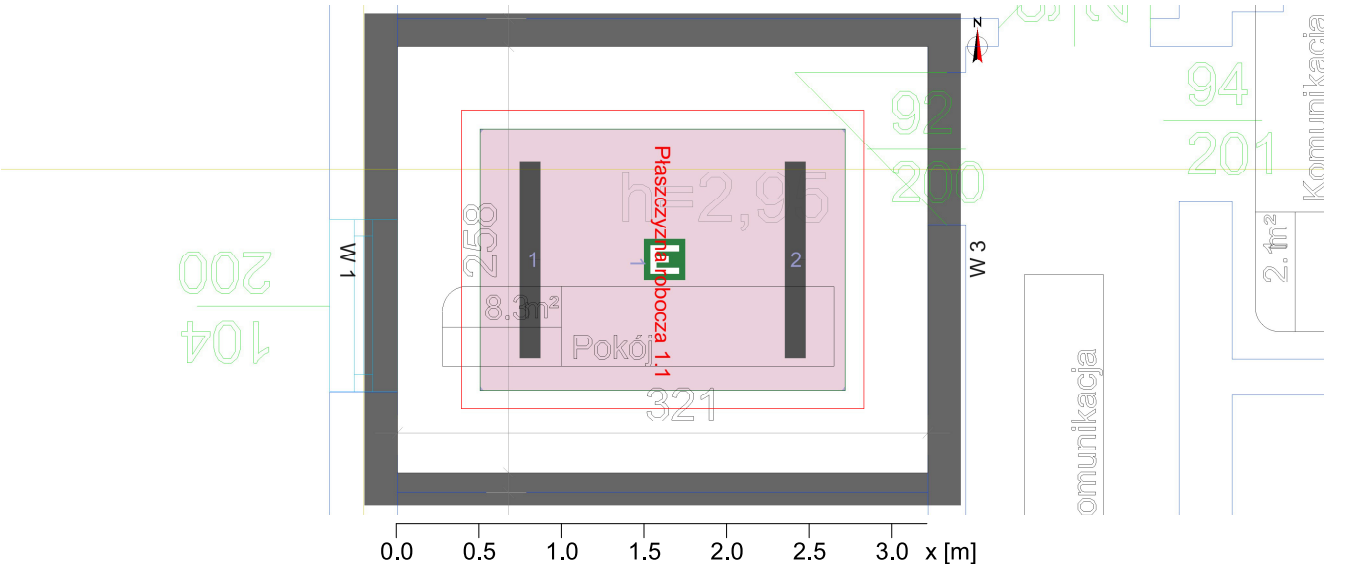 N
92
200
94
201
Komunikacja
2.1m²
W 3
W 1
200
104
h=2,95
258
Płaszczyzna robocza 1.1
1
1
E
2
8.3m²
Pokój
321
omunikacja
0.0 0.5 1.0 1.5 2.0 2.5 3.0 x [m]